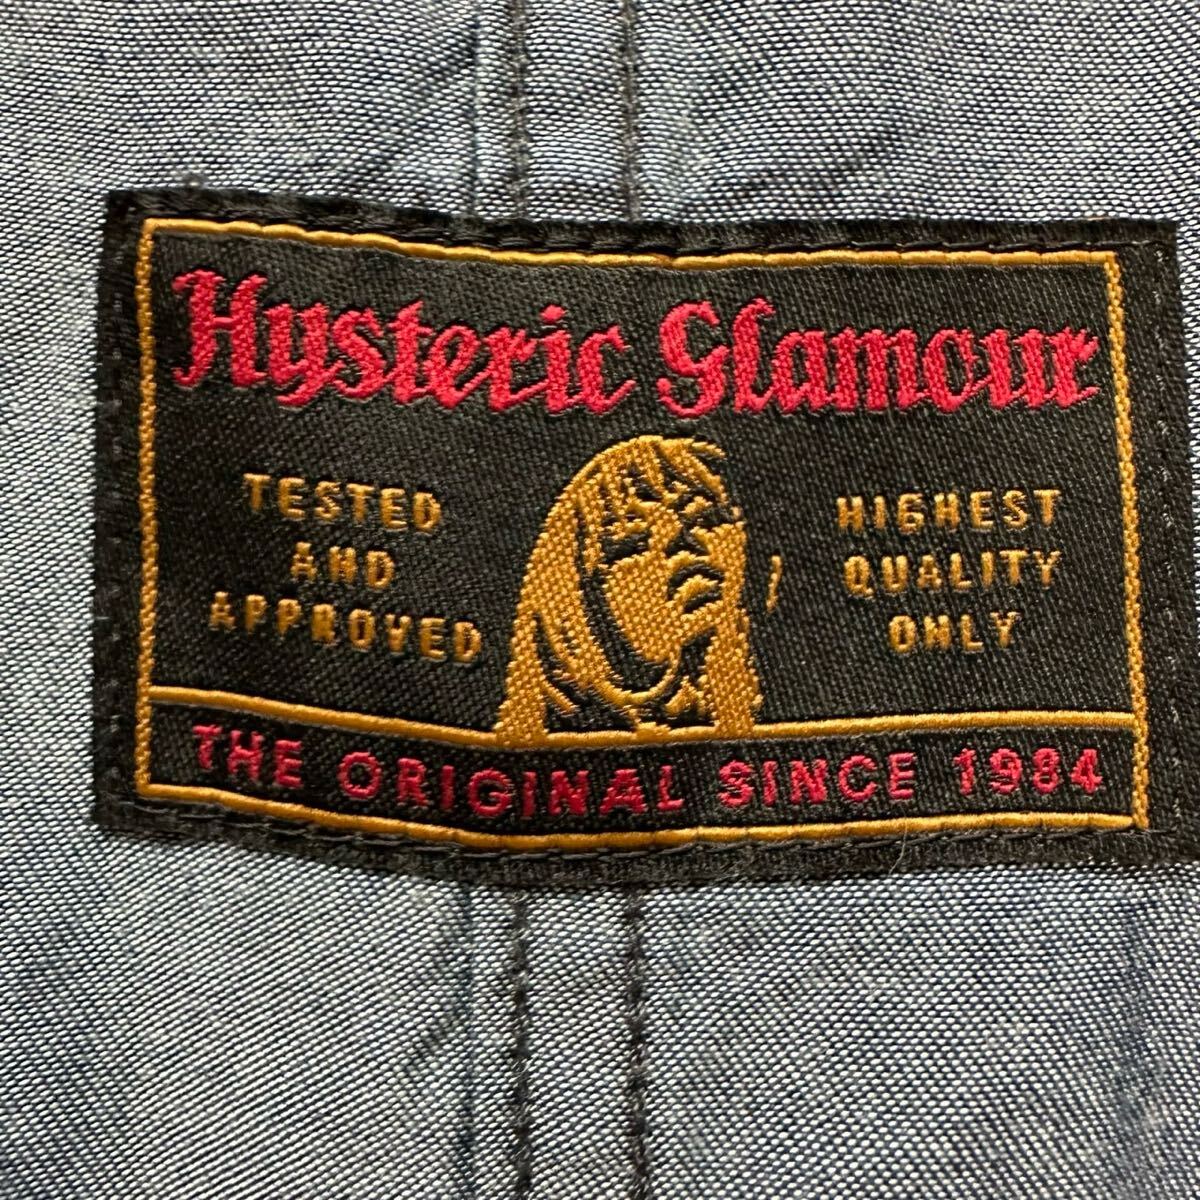 Hysteric Glamour
TESTED
AND
APPROVED
HIGHEST
QUALITY
ONLY
THE ORIGINAL SINCE 1984